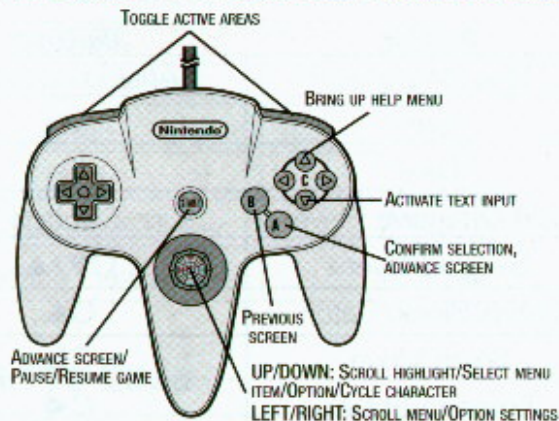 TOGGLE ACTIVE AREAS
BRING UP HELP MENU
Nintendo
C
B
A
ACTIVATE TEXT INPUT
CONFIRM SELECTION,
ADVANCE SCREEN
PREVIOUS
SCREEN
ADVANCE SCREEN/
PAUSE/RESUME GAME
UP/DOWN: SCROLL HIGHLIGHT/SELECT MENU
ITEM/OPTION/CYCLE CHARACTER
LEFT/RIGHT: SCROLL MENU/OPTION SETTINGS